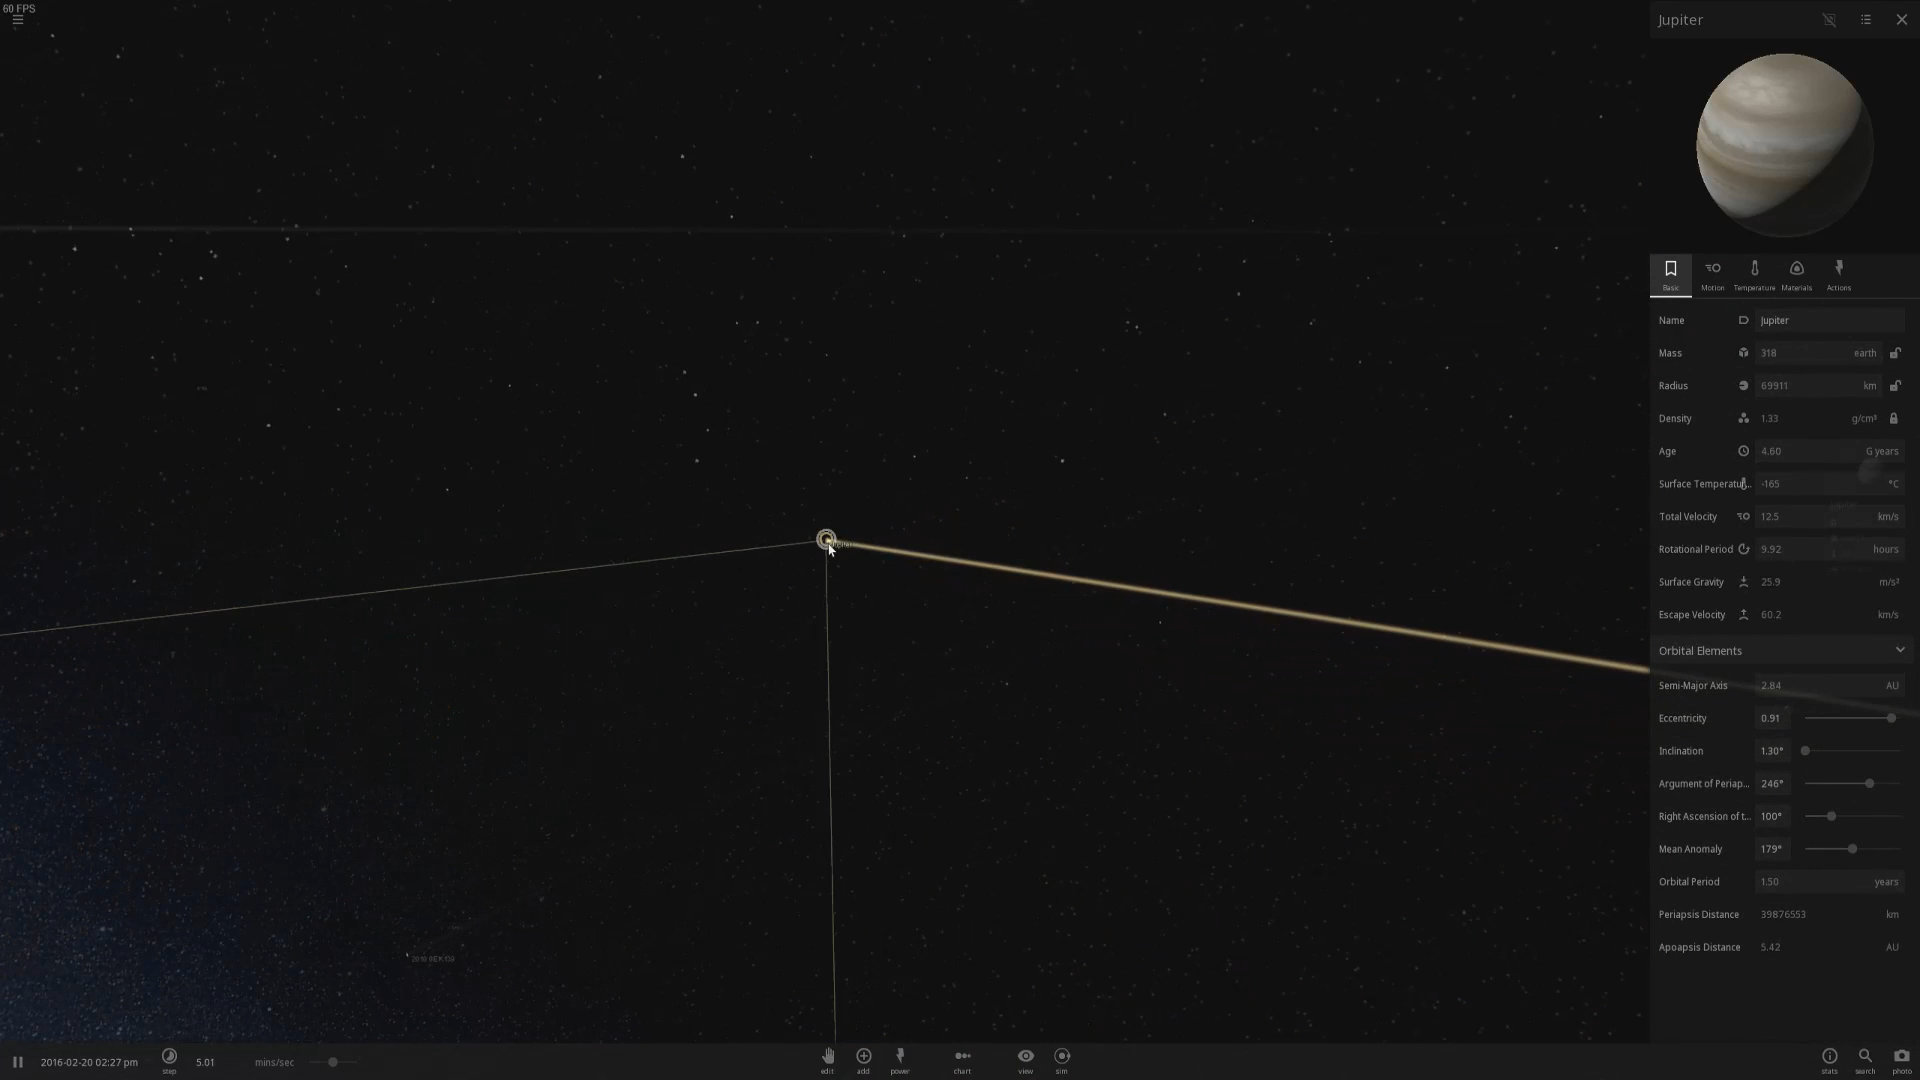 60 FPS
Jupiter
Basic
Motion
Temperature
Materials
Actions
Name Jupiter
Mass 318 earth
Radius 69911 km
Density 1.33 g/cm³
Age 4.60 G years
Surface Temperatu... -165 °C
Total Velocity 12.5 km/s
Rotational Period 9.92 hours
Surface Gravity 25.9 m/s²
Escape Velocity 60.2 km/s
Orbital Elements
Semi-Major Axis 2.84 AU
Eccentricity 0.91
Inclination 1.30°
Argument of Periap... 246°
Right Ascension of t... 100°
Mean Anomaly 179°
Orbital Period 1.50 years
Periapsis Distance 39876553 km
Apoapsis Distance 5.42 AU
2016-02-20 02:27 pm
step
5.01 mins/sec
edit
add
power
chart
view
sim
stats
search
photo